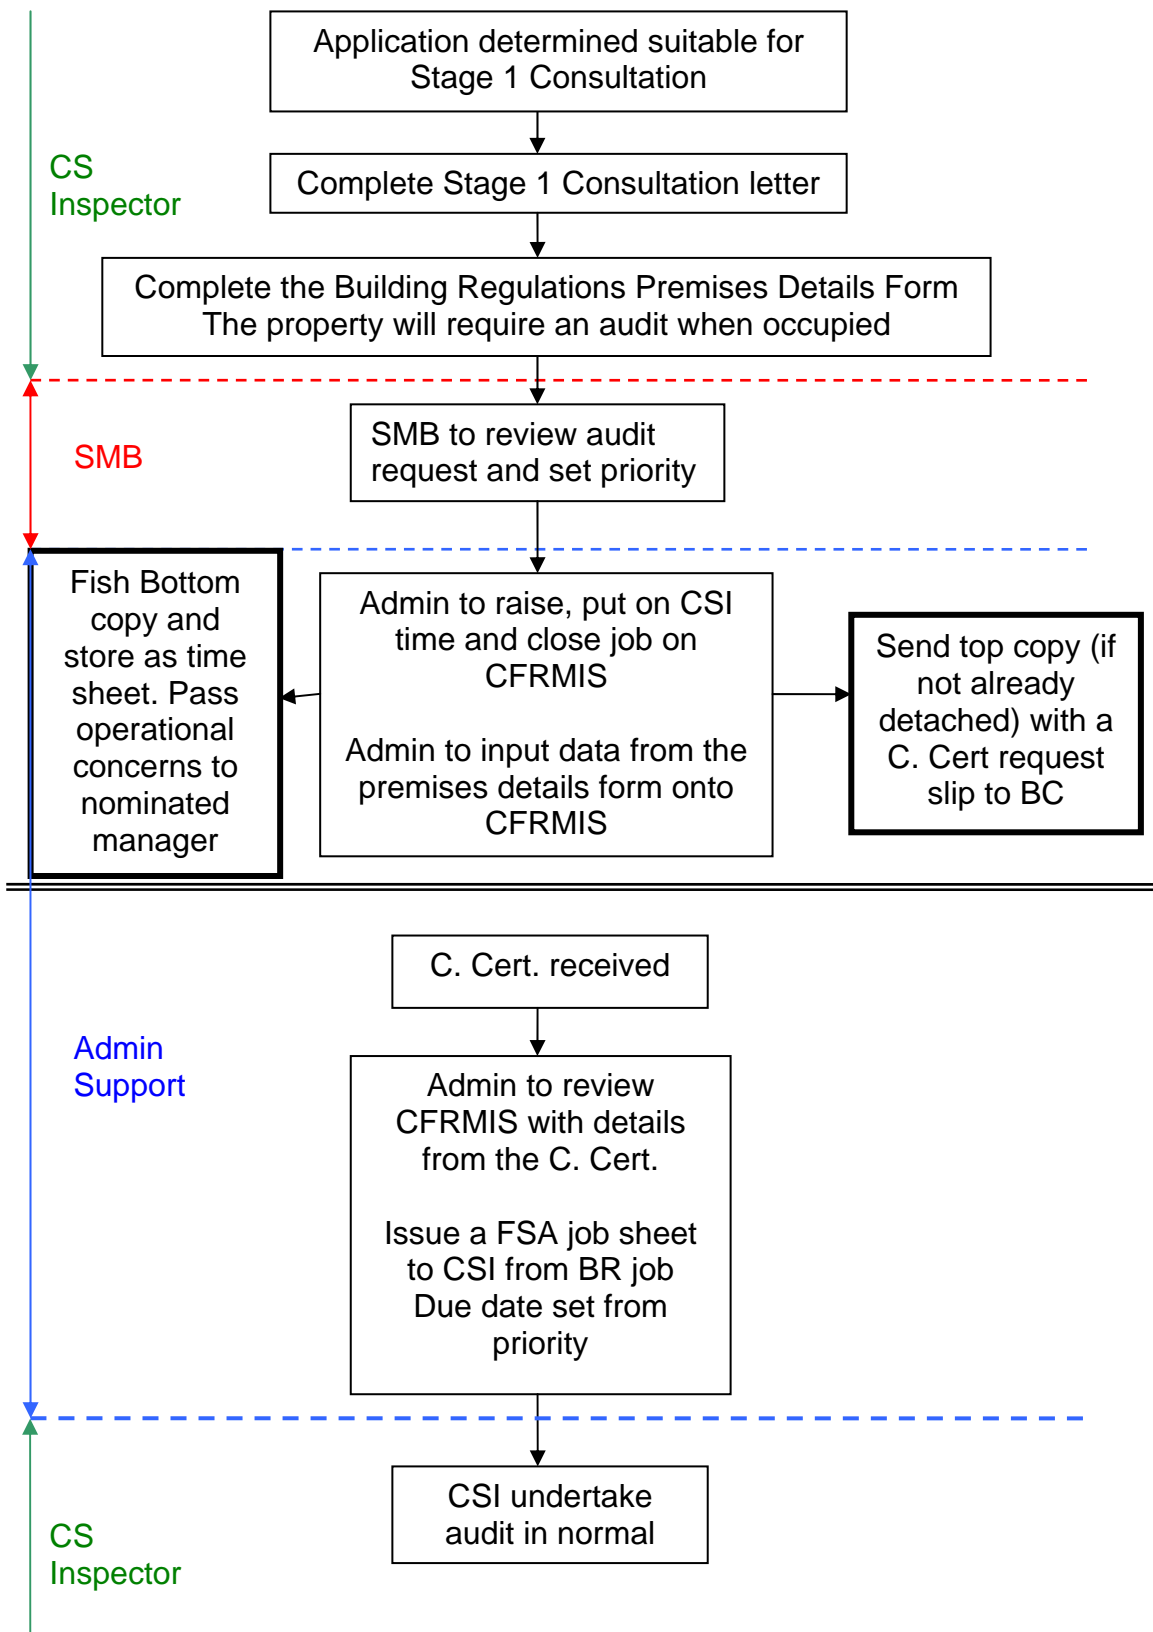 Application determined suitable for
Stage 1 Consultation
CS
Inspector
Complete Stage 1 Consultation letter
Complete the Building Regulations Premises Details Form
The property will require an audit when occupied
SMB
SMB to review audit
request and set priority
Fish Bottom
copy and
store as time
sheet. Pass
operational
concerns to
nominated
manager
Admin to raise, put on CSI
time and close job on
CFRMIS
Admin to input data from the
premises details form onto
CFRMIS
Send top copy (if
not already
detached) with a
C. Cert request
slip to BC
C. Cert. received
Admin
Support
Admin to review
CFRMIS with details
from the C. Cert.
Issue a FSA job sheet
to CSI from BR job
Due date set from
priority
CSI undertake
audit in normal
CS
Inspector